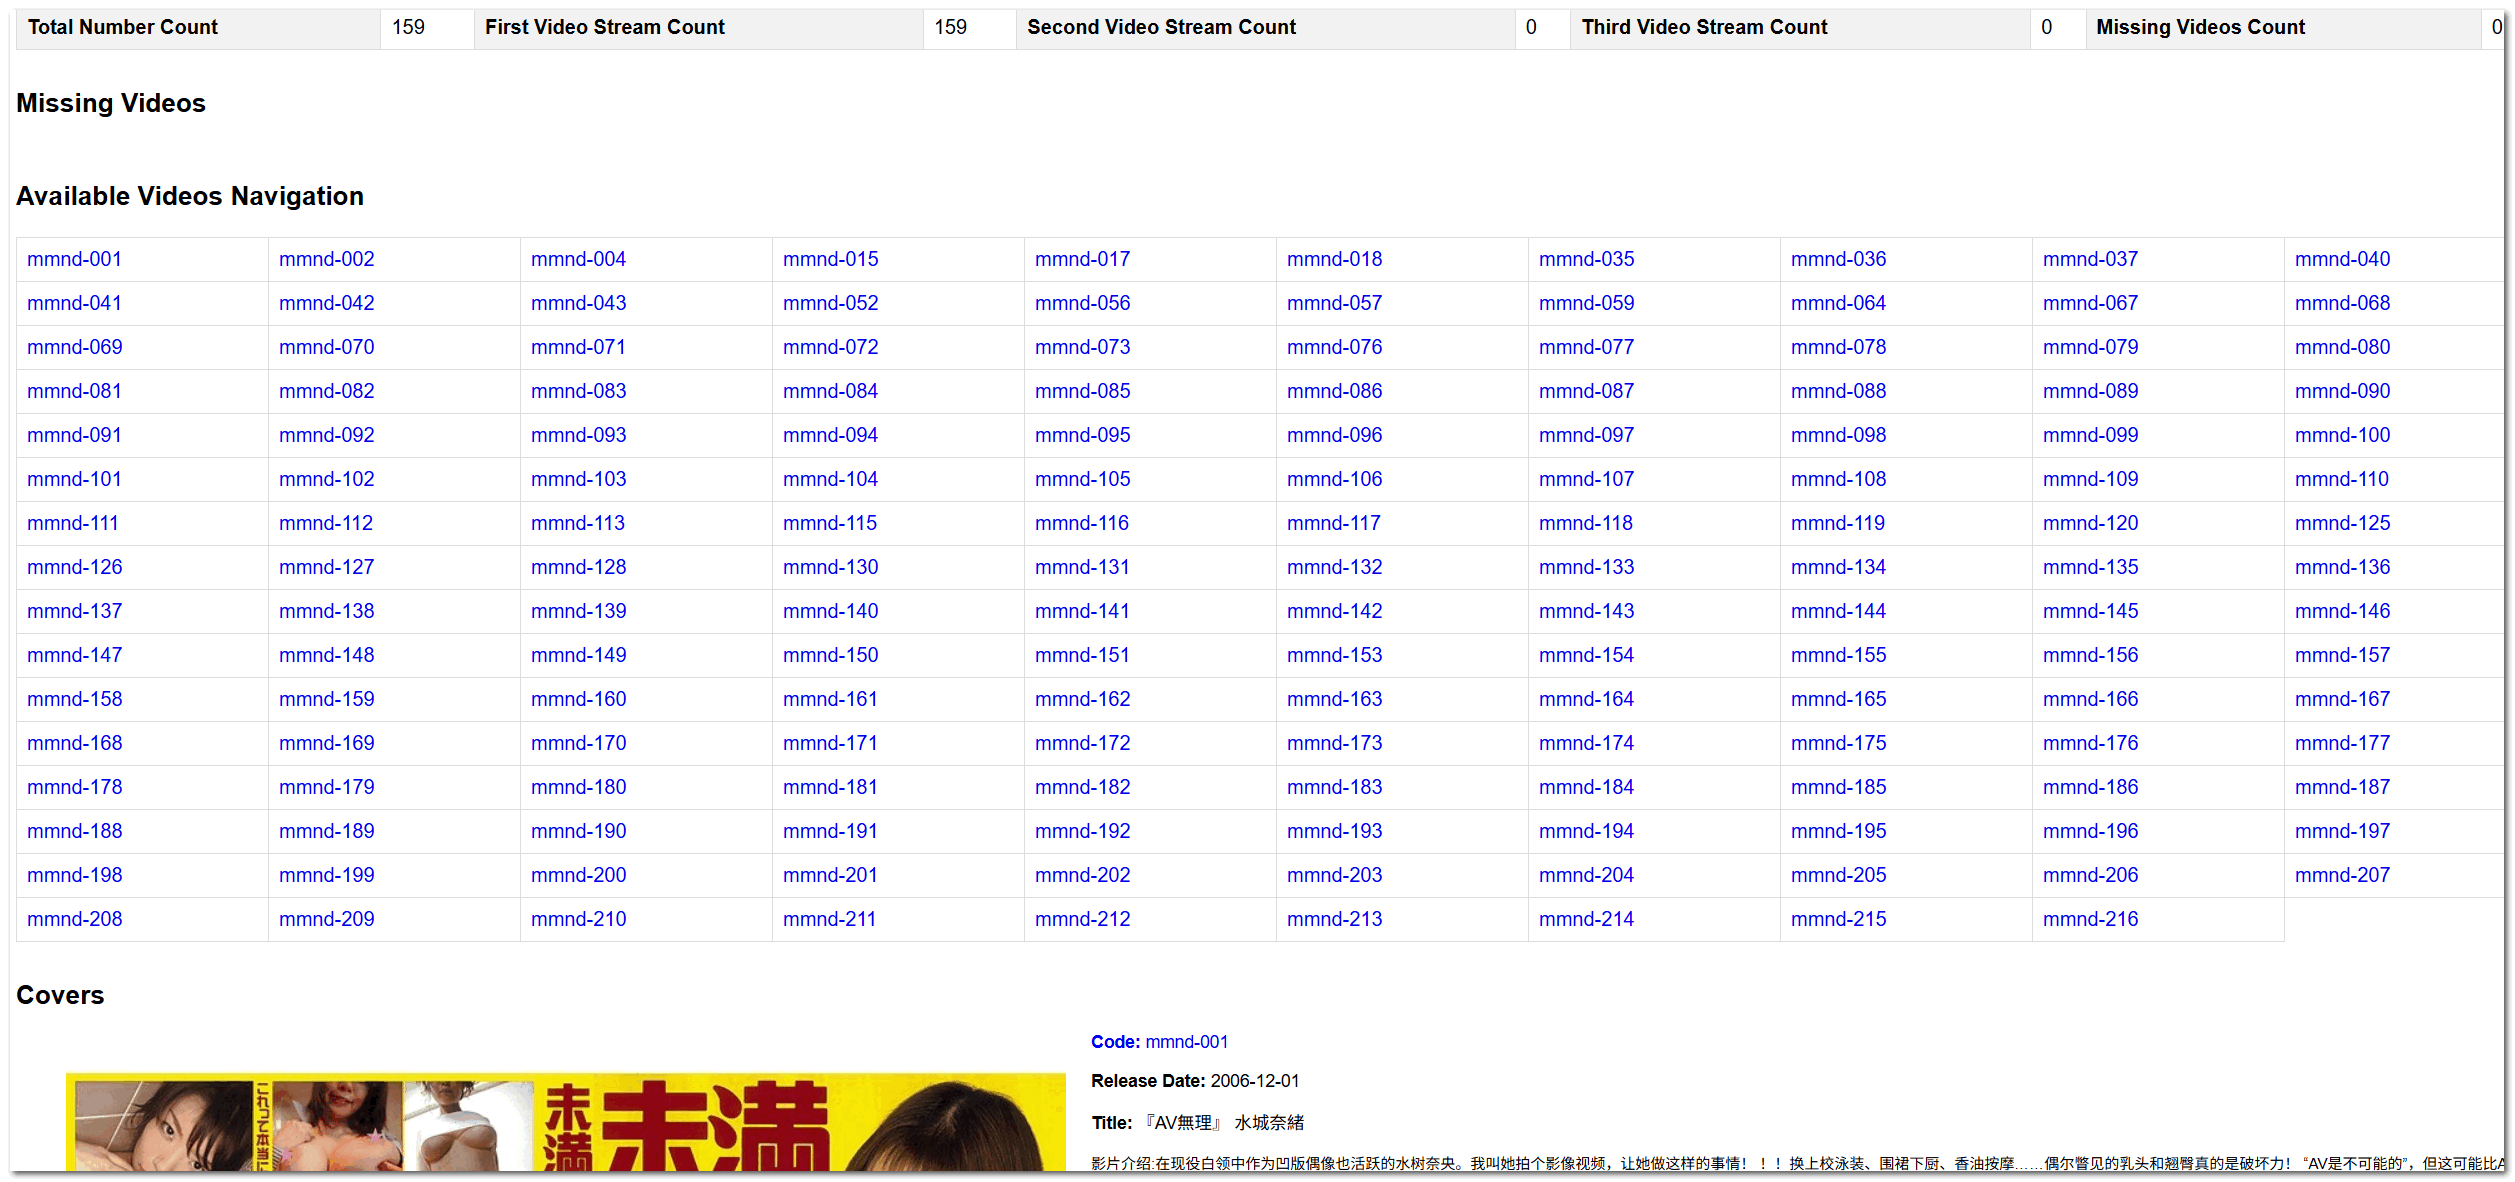 Total Number Count 159 First Video Stream Count 159 Second Video Stream Count 0 Third Video Stream Count 0 Missing Videos Count 0
Missing Videos
Available Videos Navigation
mmnd-001 mmnd-002 mmnd-004 mmnd-015 mmnd-017 mmnd-018 mmnd-035 mmnd-036 mmnd-037 mmnd-040
mmnd-041 mmnd-042 mmnd-043 mmnd-052 mmnd-056 mmnd-057 mmnd-059 mmnd-064 mmnd-067 mmnd-068
mmnd-069 mmnd-070 mmnd-071 mmnd-072 mmnd-073 mmnd-076 mmnd-077 mmnd-078 mmnd-079 mmnd-080
mmnd-081 mmnd-082 mmnd-083 mmnd-084 mmnd-085 mmnd-086 mmnd-087 mmnd-088 mmnd-089 mmnd-090
mmnd-091 mmnd-092 mmnd-093 mmnd-094 mmnd-095 mmnd-096 mmnd-097 mmnd-098 mmnd-099 mmnd-100
mmnd-101 mmnd-102 mmnd-103 mmnd-104 mmnd-105 mmnd-106 mmnd-107 mmnd-108 mmnd-109 mmnd-110
mmnd-111 mmnd-112 mmnd-113 mmnd-115 mmnd-116 mmnd-117 mmnd-118 mmnd-119 mmnd-120 mmnd-125
mmnd-126 mmnd-127 mmnd-128 mmnd-130 mmnd-131 mmnd-132 mmnd-133 mmnd-134 mmnd-135 mmnd-136
mmnd-137 mmnd-138 mmnd-139 mmnd-140 mmnd-141 mmnd-142 mmnd-143 mmnd-144 mmnd-145 mmnd-146
mmnd-147 mmnd-148 mmnd-149 mmnd-150 mmnd-151 mmnd-153 mmnd-154 mmnd-155 mmnd-156 mmnd-157
mmnd-158 mmnd-159 mmnd-160 mmnd-161 mmnd-162 mmnd-163 mmnd-164 mmnd-165 mmnd-166 mmnd-167
mmnd-168 mmnd-169 mmnd-170 mmnd-171 mmnd-172 mmnd-173 mmnd-174 mmnd-175 mmnd-176 mmnd-177
mmnd-178 mmnd-179 mmnd-180 mmnd-181 mmnd-182 mmnd-183 mmnd-184 mmnd-185 mmnd-186 mmnd-187
mmnd-188 mmnd-189 mmnd-190 mmnd-191 mmnd-192 mmnd-193 mmnd-194 mmnd-195 mmnd-196 mmnd-197
mmnd-198 mmnd-199 mmnd-200 mmnd-201 mmnd-202 mmnd-203 mmnd-204 mmnd-205 mmnd-206 mmnd-207
mmnd-208 mmnd-209 mmnd-210 mmnd-211 mmnd-212 mmnd-213 mmnd-214 mmnd-215 mmnd-216
Covers
これって本当に
未満
未満
未満
Code: mmnd-001
Release Date: 2006-12-01
Title: 『AV無理』 水城奈緒
影片介绍:在现役白领中作为凹版偶像也活跃的水树奈央。我叫她拍个影像视频，让她做这样的事情！！！换上校泳装、围裙下厨、香油按摩……偶尔瞥见的乳头和翘臀真的是破坏力！“AV是不可能的”，但这可能比A